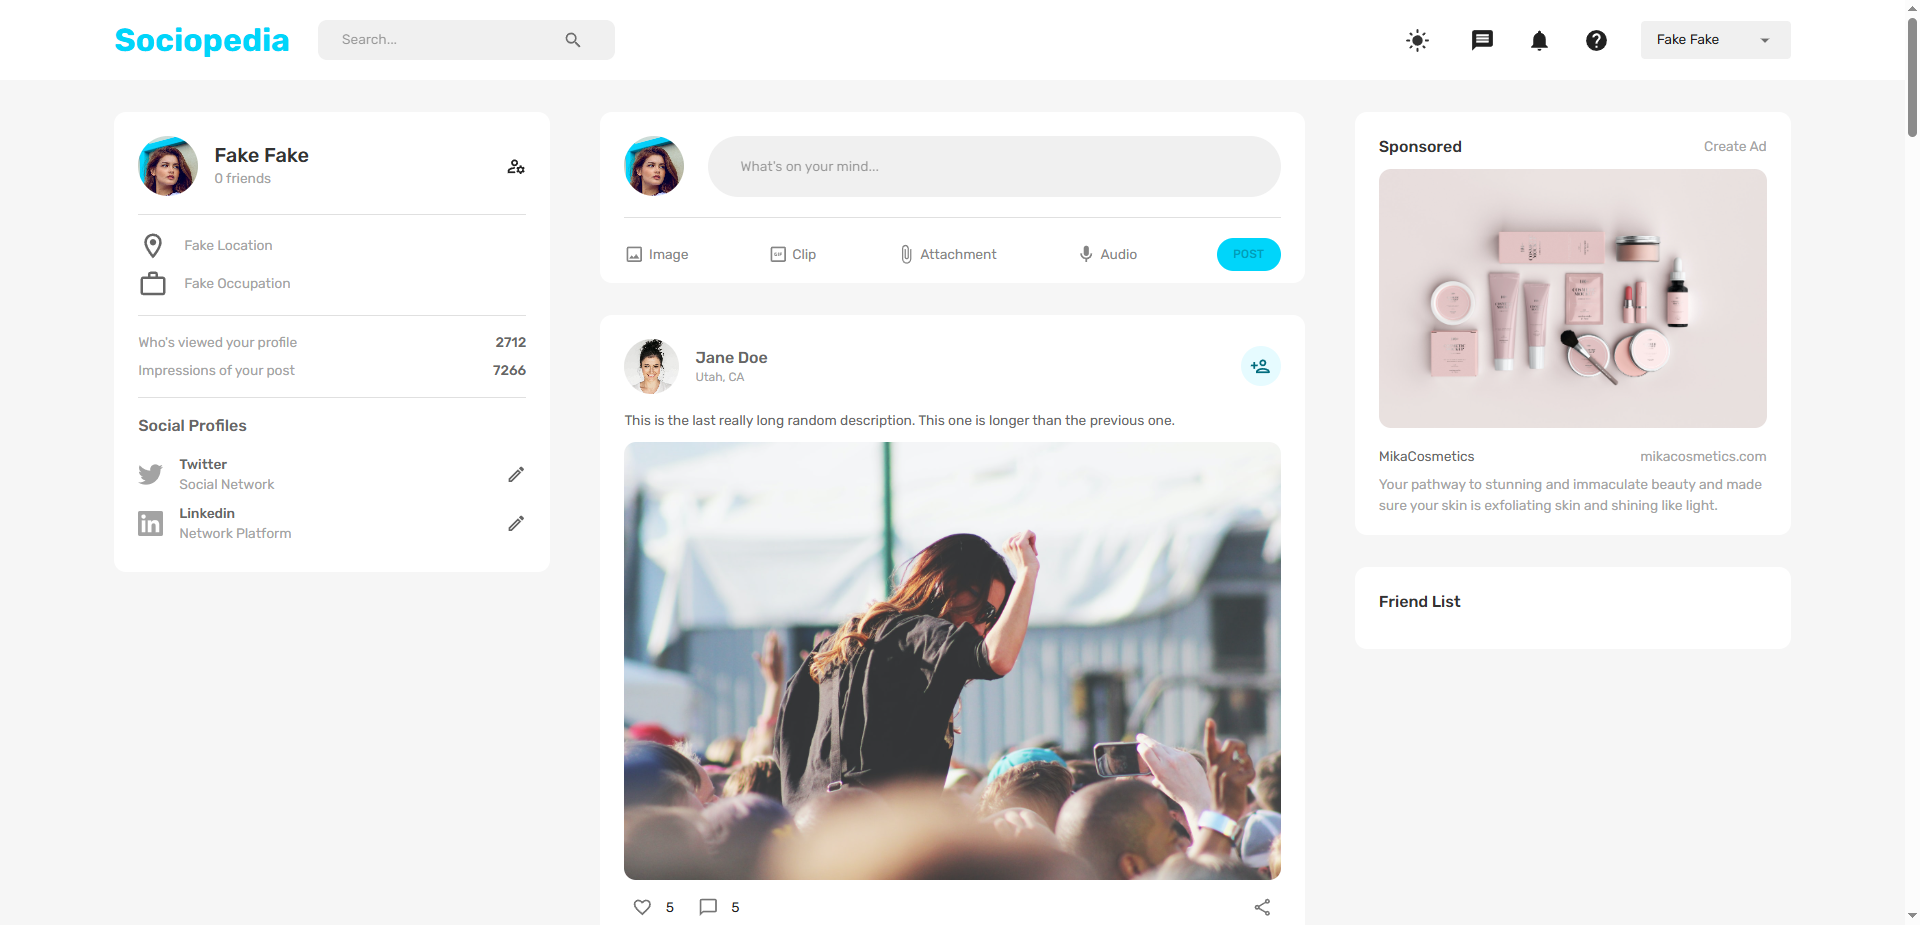 Sociopedia
Search...
Fake Fake
Fake Fake
0 friends
Fake Location
Fake Occupation
Who's viewed your profile 2712
Impressions of your post 7266
Social Profiles
Twitter
Social Network
Linkedin
Network Platform
What's on your mind...
Image
GIF
Clip
Attachment
Audio
POST
Jane Doe
Utah, CA
This is the last really long random description. This one is longer than the previous one.
5
5
Sponsored
Create Ad
MikaCosmetics
mikacosmetics.com
Your pathway to stunning and immaculate beauty and made
sure your skin is exfoliating skin and shining like light.
Friend List